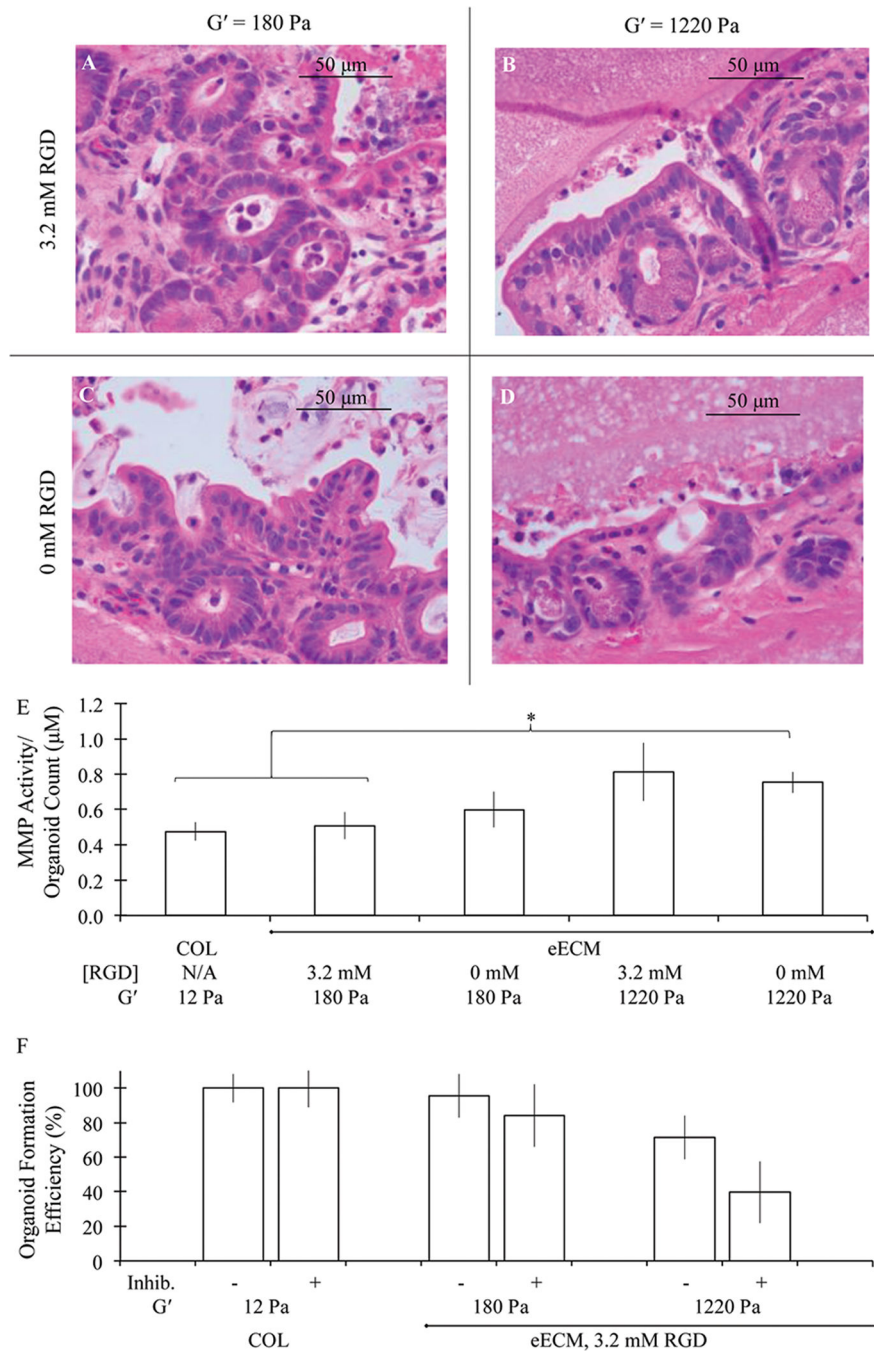 G′ = 180 Pa
G′ = 1220 Pa
3.2 mM RGD
A
50 μm
B
50 μm
0 mM RGD
C
50 μm
D
50 μm
E
MMP Activity/
Organoid Count (μM)
1.2
1.0
0.8
0.6
0.4
0.2
0.0
*
COL
eECM
[RGD] N/A 3.2 mM 0 mM 3.2 mM 0 mM
G′ 12 Pa 180 Pa 180 Pa 1220 Pa 1220 Pa
F
Organoid Formation
Efficiency (%)
100
80
60
40
20
0
Inhib. - + - + - +
G′ 12 Pa 180 Pa 1220 Pa
COL eECM, 3.2 mM RGD